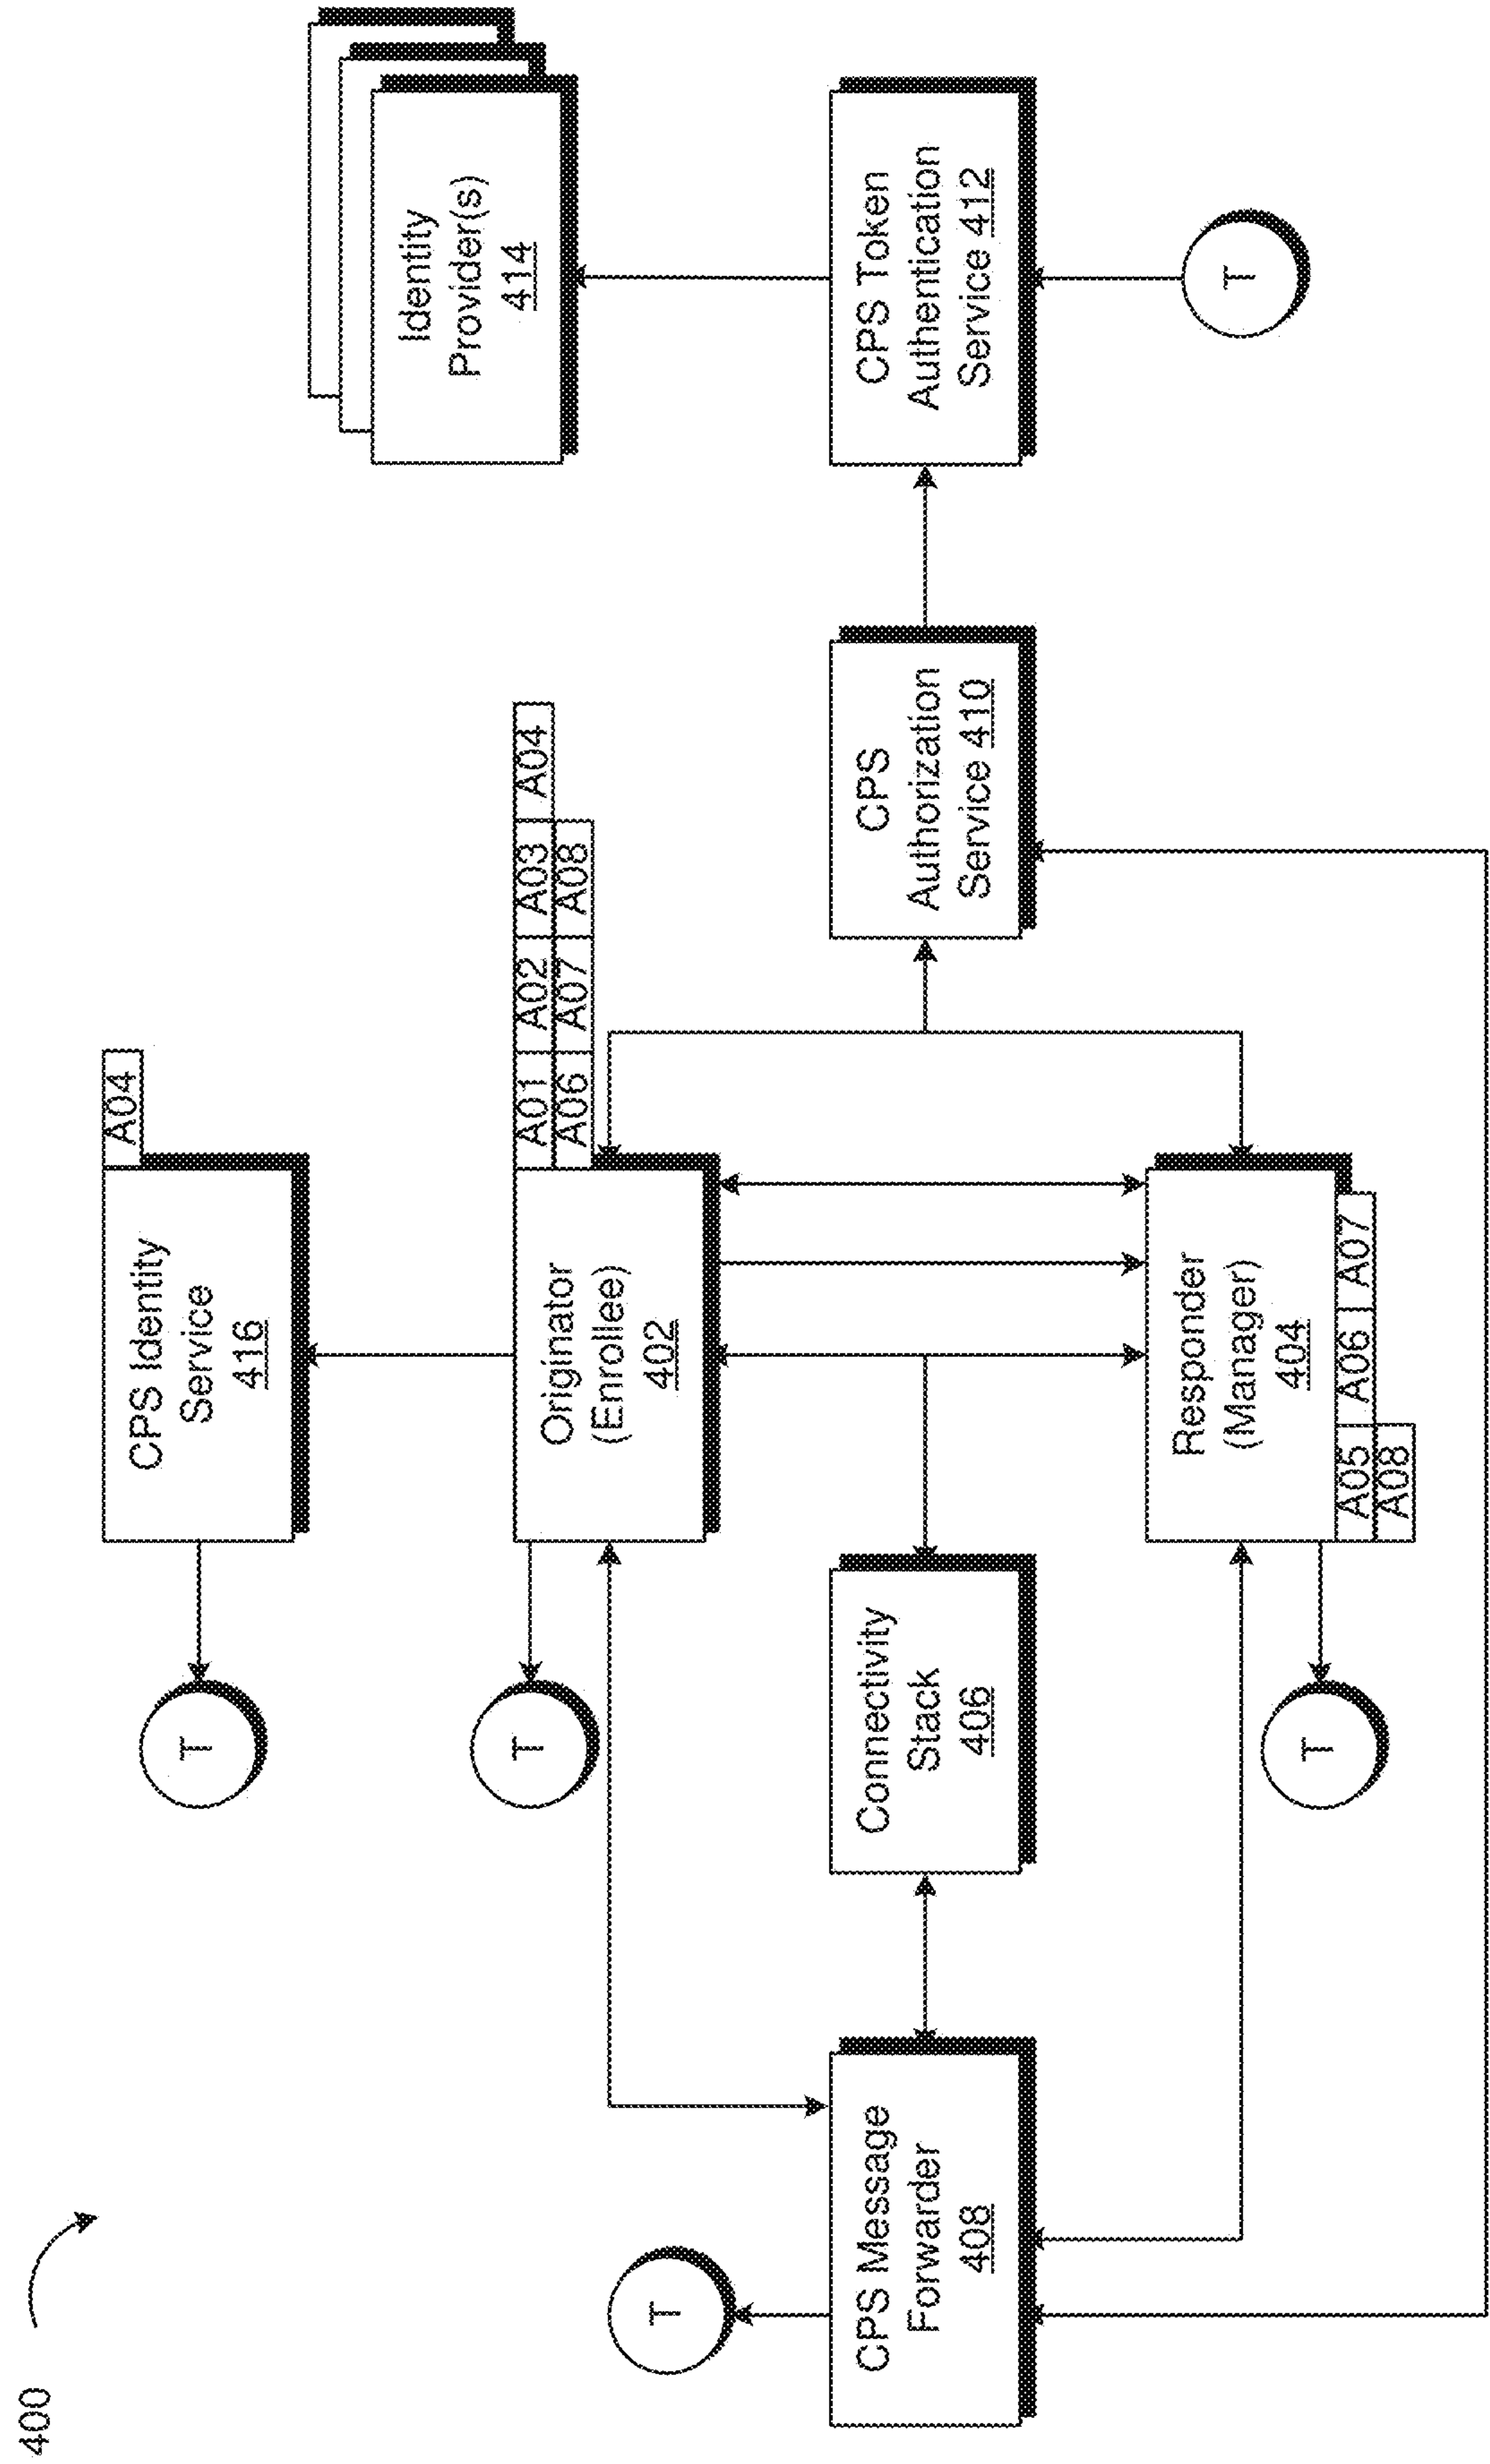 400
T
CPS Identity
Service
416
A04
T
Originator
(Enrollee)
402
A01 A02 A03 A04
A06 A07 A08
Identity
Provider(s)
414
T
CPS Message
Forwarder
408
Connectivity
Stack
406
CPS
Authorization
Service 410
CPS Token
Authentication
Service 412
Responder
(Manager)
404
A05 A06 A07
A08
T
T